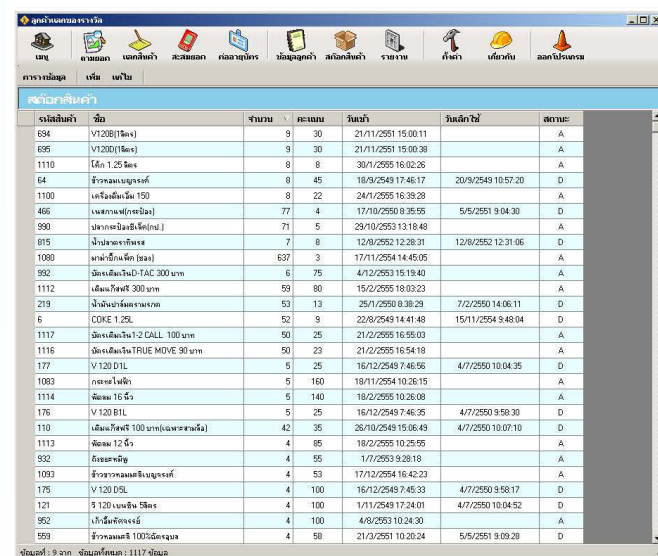 ลูกค้าแลกของรางวัล
เมนู ถามยอด แลกสินค้า สะสมยอด ต่ออายุบัตร ข้อมูลลูกค้า สต๊อกสินค้า รายงาน ตั้งค่า เกี่ยวกับ ออกโปรแกรม
ตารางข้อมูล เพิ่ม แก้ไข
สต๊อกสินค้า
รหัสสินค้า ชื่อ จำนวน คะแนน วันเข้า วันเลิกใช้ สถานะ
694 V120B(1ลิตร) 9 30 21/11/2551 15:00:11 A
695 V120D(1ลิตร) 9 30 21/11/2551 15:00:38 A
1110 โค้ก 1.25 ลิตร 8 8 30/1/2555 16:02:26 A
64 ข้าวหอมเบญจรงค์ 8 45 18/9/2549 17:46:17 20/9/2549 10:57:20 D
1100 เครื่องดื่มเอ็ม 150 8 22 24/1/2555 16:39:28 A
466 เนสกาแฟ(กระป๋อง) 77 4 17/10/2550 8:35:55 5/5/2551 9:04:30 D
990 ปลากระป๋องซีเล็ค(กป.) 71 5 29/10/2553 13:18:48 A
815 น้ำปลาตราทิพรส 7 8 12/8/2552 12:28:31 12/8/2552 12:31:06 D
1080 มาม่าบิ๊กแพ็ค (ซอง) 637 3 17/11/2554 14:45:05 A
992 บัตรเติมเงินD-TAC 300 บาท 6 75 4/12/2553 15:19:40 A
1112 เติมแก๊สฟรี 300 บาท 59 80 15/2/2555 18:03:23 A
219 น้ำมันปาล์มตรามรกต 53 13 25/1/2550 8:38:29 7/2/2550 14:06:11 D
6 COKE 1.25L 52 9 22/8/2549 14:41:48 15/11/2554 9:48:04 D
1117 บัตรเติมเงิน1-2 CALL 100 บาท 50 25 21/2/2555 16:55:03 A
1116 บัตรเติมเงินTRUE MOVE 90 บาท 50 23 21/2/2555 16:54:18 A
177 V 120 D1L 5 25 16/12/2549 7:46:56 4/7/2550 10:04:35 D
1083 กระทะไฟฟ้า 5 160 18/11/2554 10:26:15 A
1114 พัดลม 16 นิ้ว 5 140 18/2/2555 10:26:08 A
176 V 120 B1L 5 25 16/12/2549 7:46:35 4/7/2550 9:58:30 D
110 เติมแก๊สฟรี 100 บาท(เฉพาะสามล้อ) 42 35 26/10/2549 15:06:49 4/7/2550 10:07:10 D
1113 พัดลม 12 นิ้ว 4 85 18/2/2555 10:25:55 A
932 ถังขยะหมีพู 4 55 1/7/2553 9:28:18 A
1093 ข้าวขาวหอมมะลิเบญจรงค์ 4 53 17/12/2554 16:42:23 A
175 V 120 D5L 4 100 16/12/2549 7:45:33 4/7/2550 9:58:17 D
121 วี 120 เบนซิน 5ลิตร 4 100 1/11/2549 17:24:01 4/7/2550 10:04:52 D
952 เก้าอี้มหัศจรรย์ 4 100 4/8/2553 10:24:30 A
559 ข้าวหอมมะลิ 100%ฉัตรอุบล 4 58 21/3/2551 10:20:24 5/5/2551 9:09:28 D
ข้อมูลที่ : 9 จาก ข้อมูลทั้งหมด : 1117 ข้อมูล